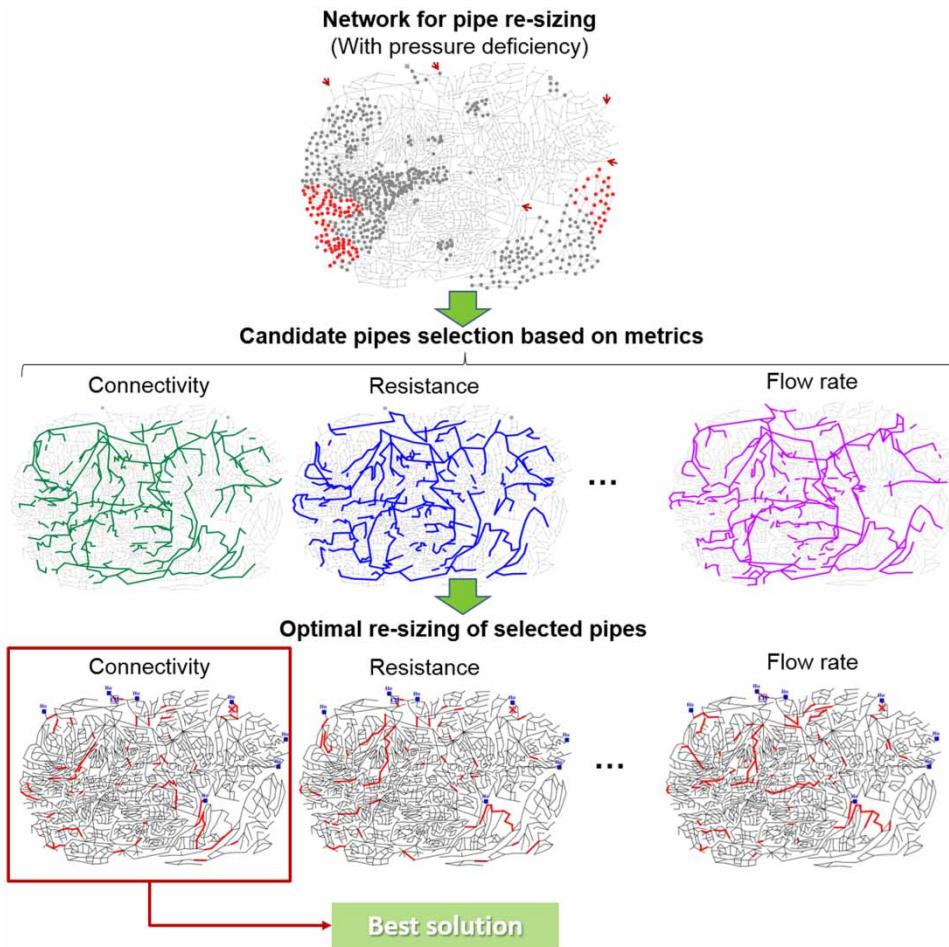 Network for pipe re-sizing
(With pressure deficiency)
Candidate pipes selection based on metrics
Connectivity
Resistance
...
Flow rate
Optimal re-sizing of selected pipes
Connectivity
Resistance
...
Flow rate
Best solution